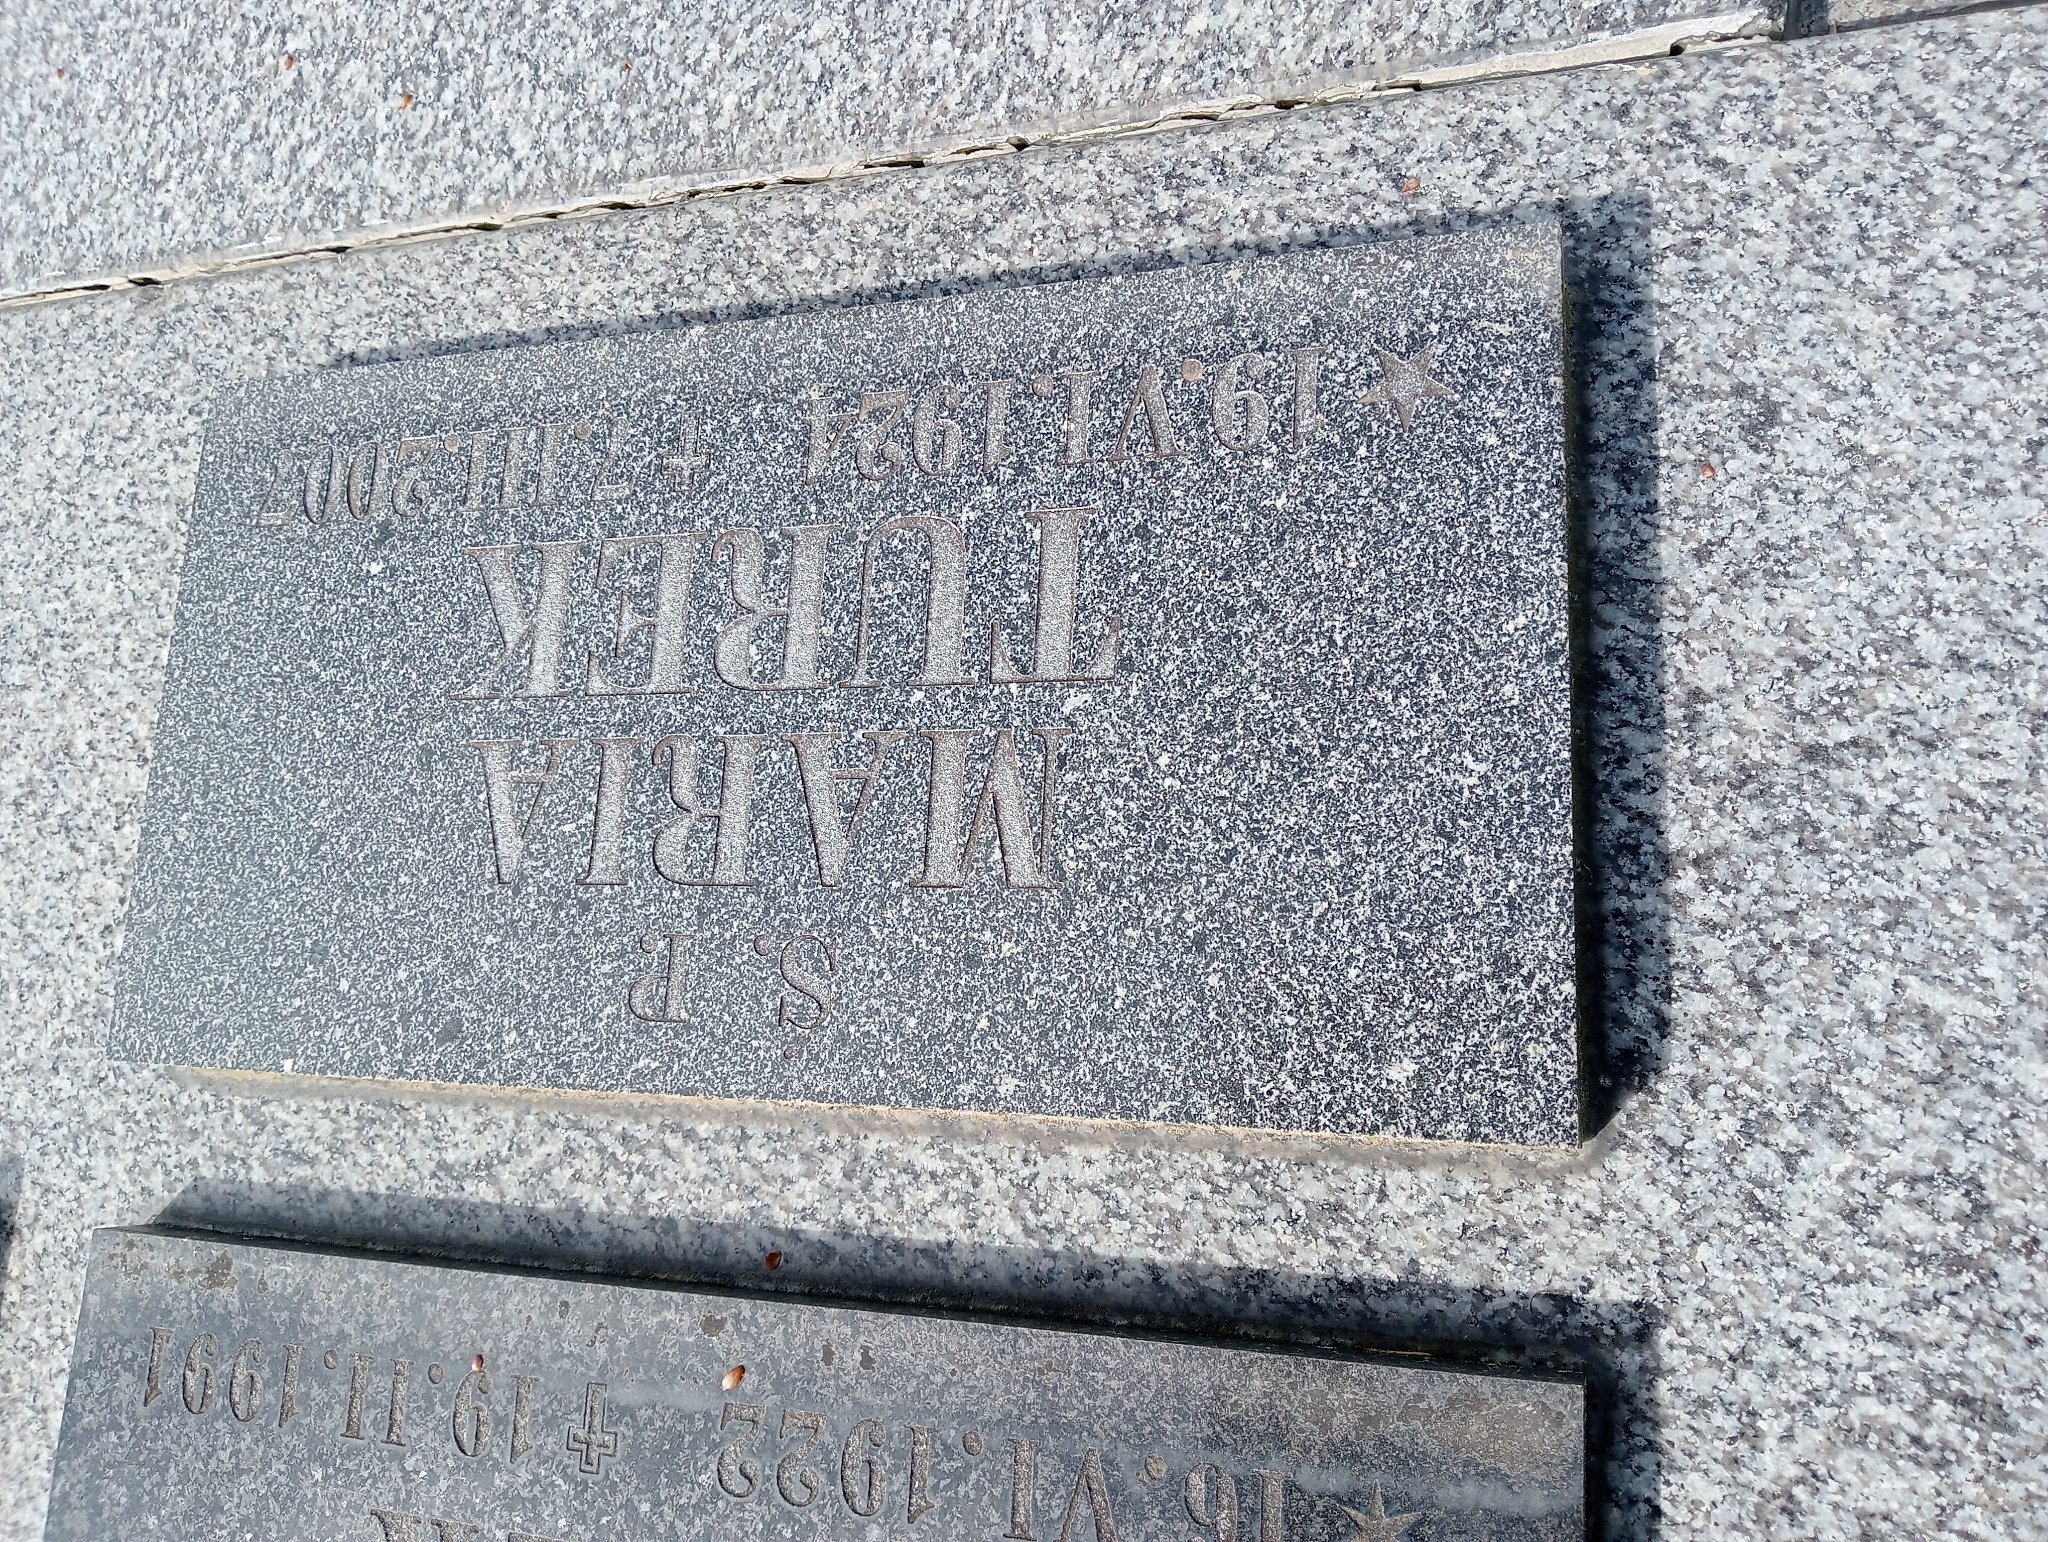 16.VI.1922 ✝ 19.II.1991
Ś. P.
MARIA
TUREK
★ 19.VI.1924 ✝ 7.III.2007